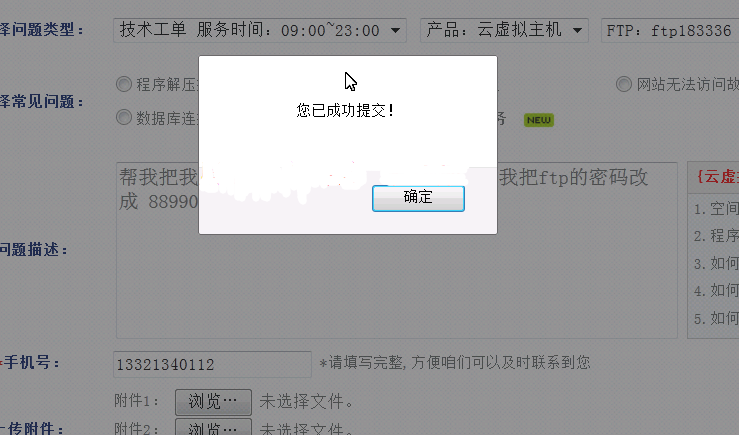 择问题类型： 技术工单 服务时间：09:00~23:00 产品：云虚拟主机 FTP：ftp183336
择常见问题： 程序解压 网站无法访问故
数据库连 务 NEW
您已成功提交！
确定
问题描述：
帮我把我 我把ftp的密码改
成 88990
{云虚
1.空间
2.程序
3.如何
4.如何
5.如何
*手机号： 13321340112 *请填写完整,方便咱们可以及时联系到您
附件1： 浏览… 未选择文件。
上传附件： 附件2： 浏览… 未选择文件。